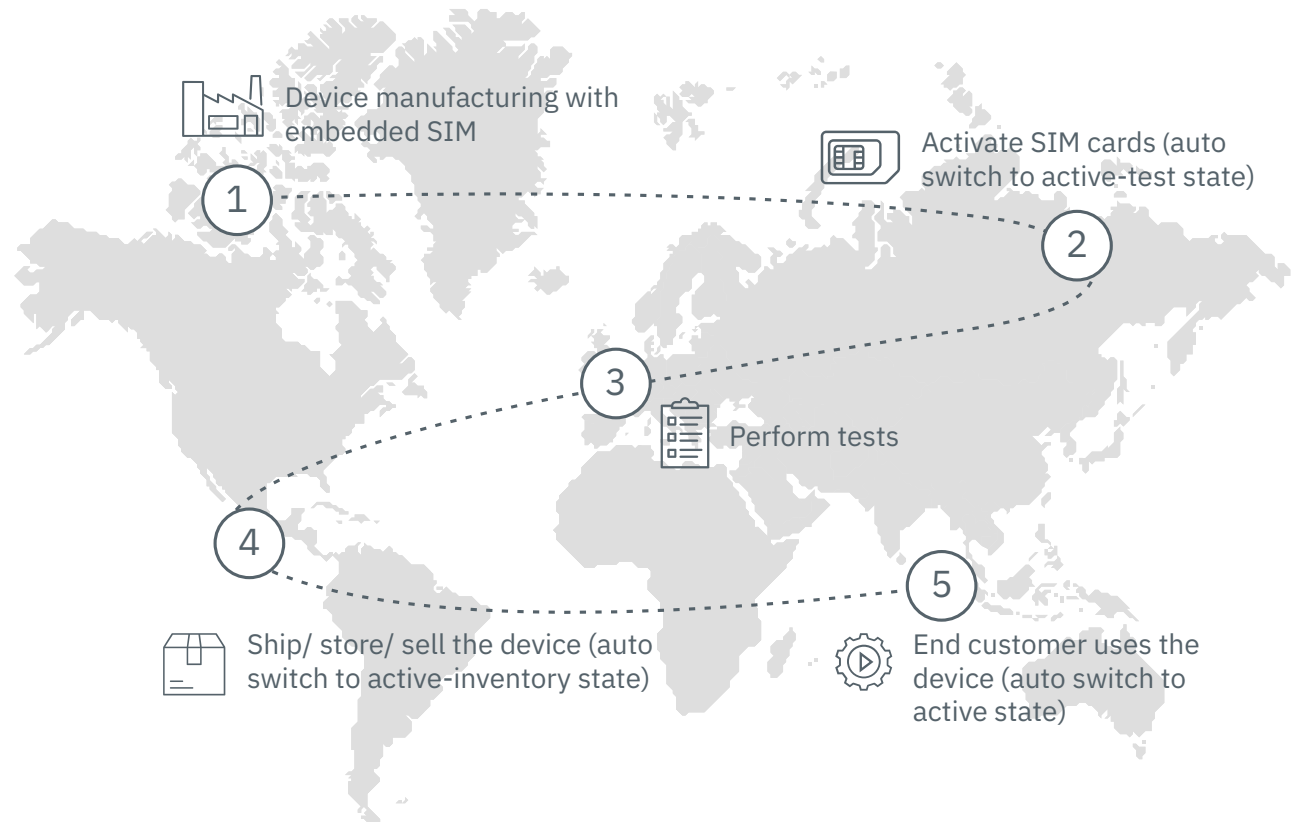 Device manufacturing with
embedded SIM
1
Activate SIM cards (auto
switch to active-test state)
2
3
Perform tests
4
Ship/ store/ sell the device (auto
switch to active-inventory state)
5
End customer uses the
device (auto switch to
active state)